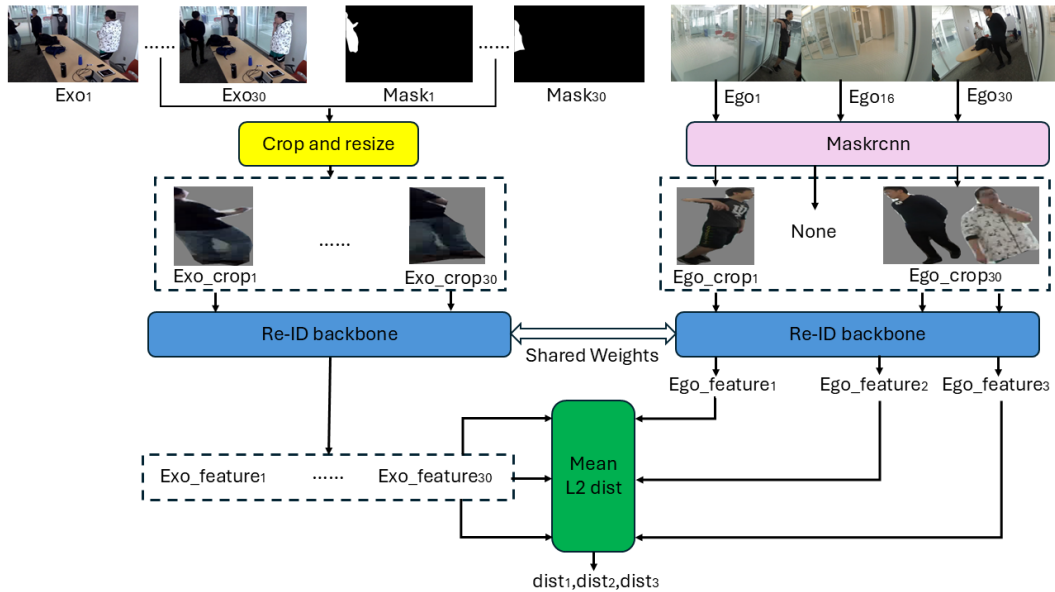 Exo1
......
Exo30
Mask1
......
Mask30
Ego1
Ego16
Ego30
Crop and resize
Maskrcnn
Exo_crop1
......
Exo_crop30
Ego_crop1
None
Ego_crop30
Re-ID backbone
Shared Weights
Re-ID backbone
Ego_feature1
Ego_feature2
Ego_feature3
Exo_feature1
......
Exo_feature30
Mean
L2 dist
dist1,dist2,dist3